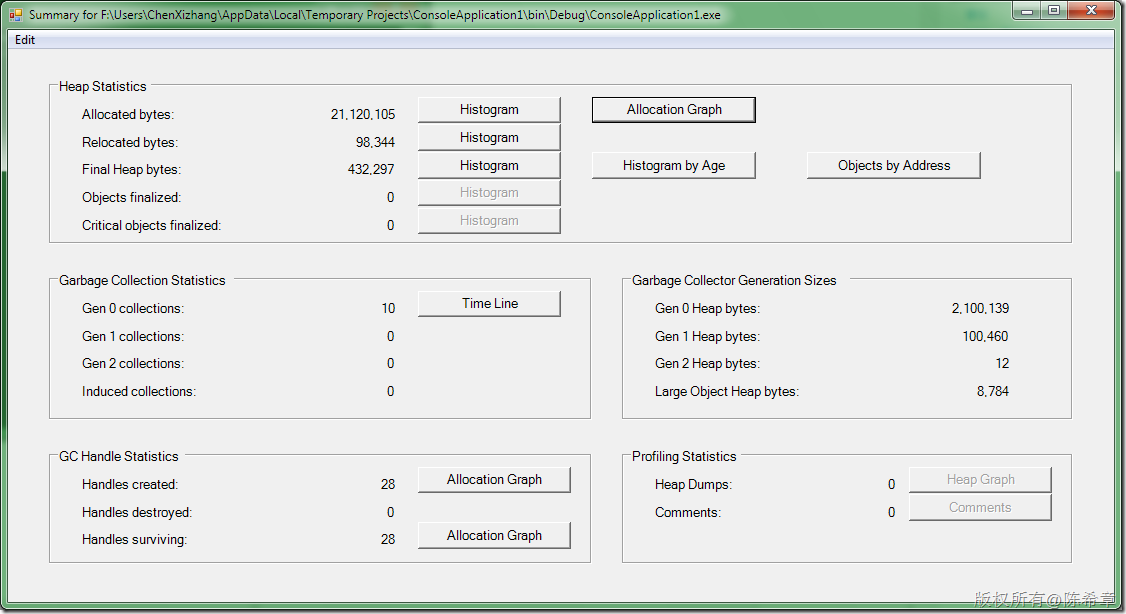 Summary for F:\Users\ChenXizhang\AppData\Local\Temporary Projects\ConsoleApplication1\bin\Debug\ConsoleApplication1.exe
Edit
Heap Statistics
Allocated bytes: 21,120,105 Histogram Allocation Graph
Relocated bytes: 98,344 Histogram
Final Heap bytes: 432,297 Histogram Histogram by Age Objects by Address
Objects finalized: 0 Histogram
Critical objects finalized: 0 Histogram
Garbage Collection Statistics
Gen 0 collections: 10 Time Line
Gen 1 collections: 0
Gen 2 collections: 0
Induced collections: 0
Garbage Collector Generation Sizes
Gen 0 Heap bytes: 2,100,139
Gen 1 Heap bytes: 100,460
Gen 2 Heap bytes: 12
Large Object Heap bytes: 8,784
GC Handle Statistics
Handles created: 28 Allocation Graph
Handles destroyed: 0
Handles surviving: 28 Allocation Graph
Profiling Statistics
Heap Dumps: 0 Heap Graph
Comments: 0 Comments
版权所有@陈希章